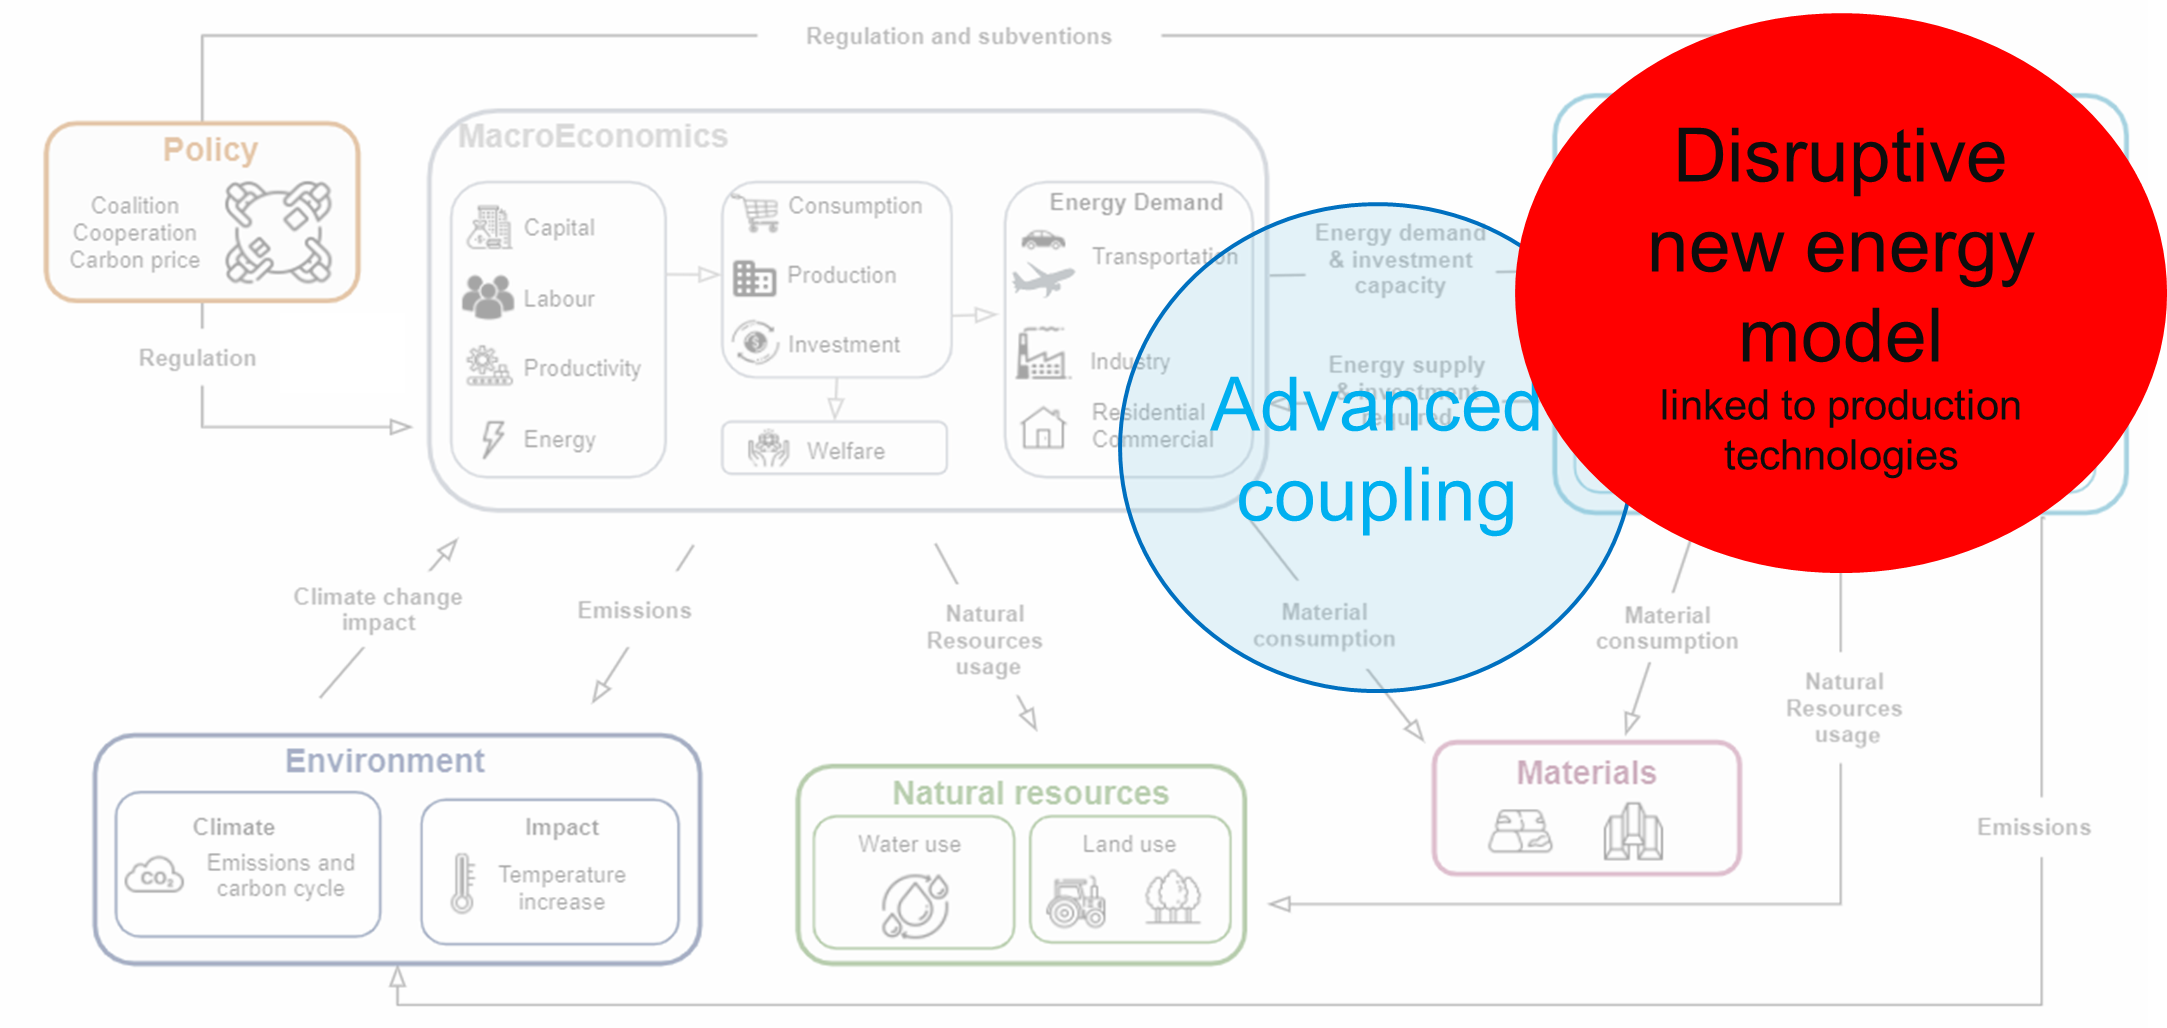 Regulation and subventions
Policy
Coalition
Cooperation
Carbon price
Regulation
MacroEconomics
Capital
Labour
Productivity
Energy
Consumption
Production
Investment
Welfare
Energy Demand
Transportation
Industry
Residential
Commercial
Energy demand
& investment
capacity
Energy supply
& investment
required
Advanced
coupling
Disruptive
new energy
model
linked to production
technologies
Climate change
impact
Emissions
Natural
Resources
usage
Material
consumption
Material
consumption
Natural
Resources
usage
Emissions
Environment
Climate
CO₂
Emissions and
carbon cycle
Impact
Temperature
increase
Natural resources
Water use
Land use
Materials